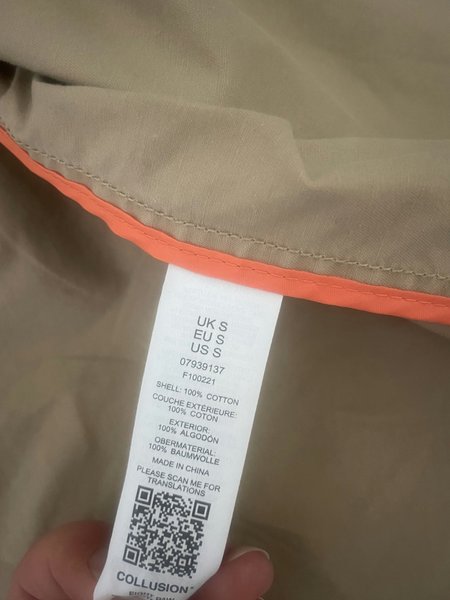 UK S
EU S
US S
07939137
F100221
SHELL: 100% COTTON
COUCHE EXTÉRIEURE:
100% COTON
EXTERIOR:
100% ALGODÓN
OBERMATERIAL:
100% BAUMWOLLE
MADE IN CHINA
PLEASE SCAN ME FOR
TRANSLATIONS
COLLUSION